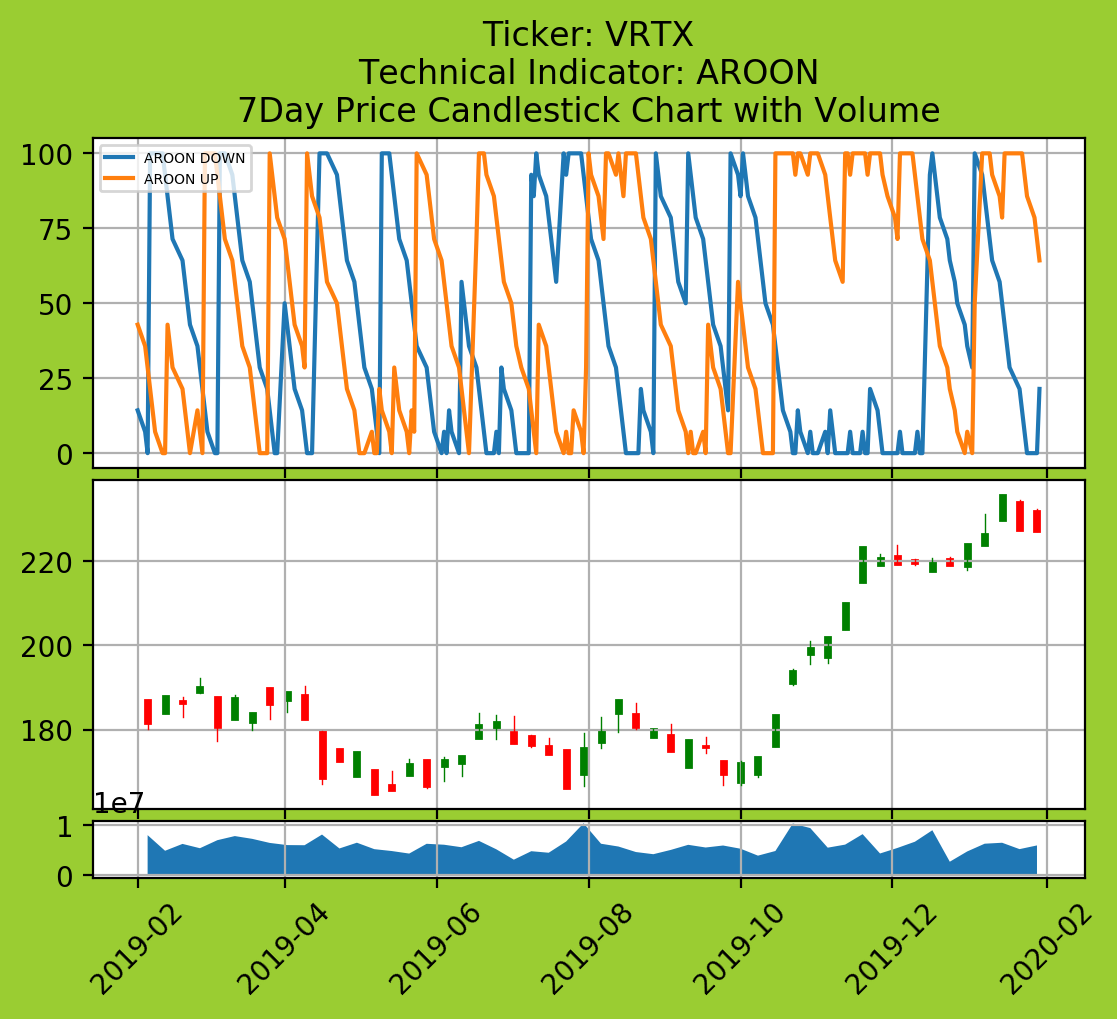 Ticker: VRTX
Technical Indicator: AROON
7Day Price Candlestick Chart with Volume
100
75
50
25
0
AROON DOWN
AROON UP
220
200
180
1e7
1
0
2019-02
2019-04
2019-06
2019-08
2019-10
2019-12
2020-02